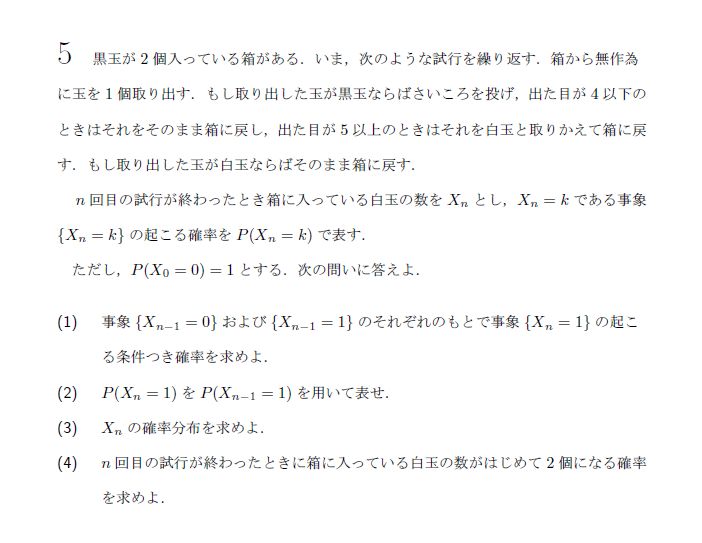 5 黒玉が 2 個入っている箱がある．いま，次のような試行を繰り返す．箱から無作為
に玉を 1 個取り出す．もし取り出した玉が黒玉ならばさいころを投げ，出た目が 4 以下の
ときはそれをそのまま箱に戻し，出た目が 5 以上のときはそれを白玉と取りかえて箱に戻
す．もし取り出した玉が白玉ならばそのまま箱に戻す．
n 回目の試行が終わったとき箱に入っている白玉の数を Xₙ とし，Xₙ = k である事象
{Xₙ = k} の起こる確率を P(Xₙ = k) で表す．
ただし，P(X₀ = 0) = 1 とする．次の問いに答えよ．
(1) 事象 {Xₙ₋₁ = 0} および {Xₙ₋₁ = 1} のそれぞれのもとで事象 {Xₙ = 1} の起こ
る条件つき確率を求めよ．
(2) P(Xₙ = 1) を P(Xₙ₋₁ = 1) を用いて表せ．
(3) Xₙ の確率分布を求めよ．
(4) n 回目の試行が終わったときに箱に入っている白玉の数がはじめて 2 個になる確率
を求めよ．